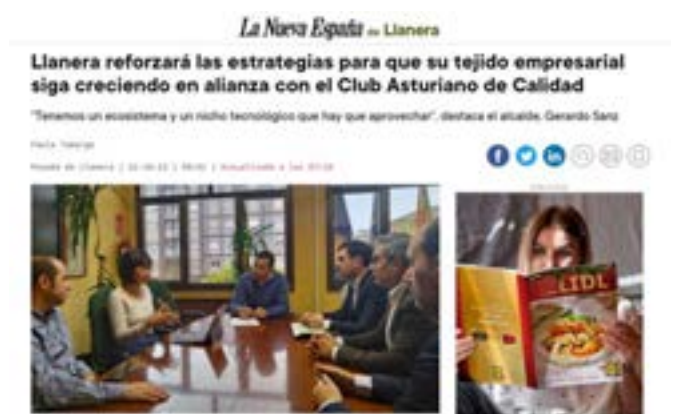 La Nueva España de Llanera
Llanera reforzará las estrategias para que su tejido empresarial
siga creciendo en alianza con el Club Asturiano de Calidad
"Tenemos un ecosistema y un nicho tecnológico que hay que aprovechar", destaca el alcalde, Gerardo Sanz
LIDL